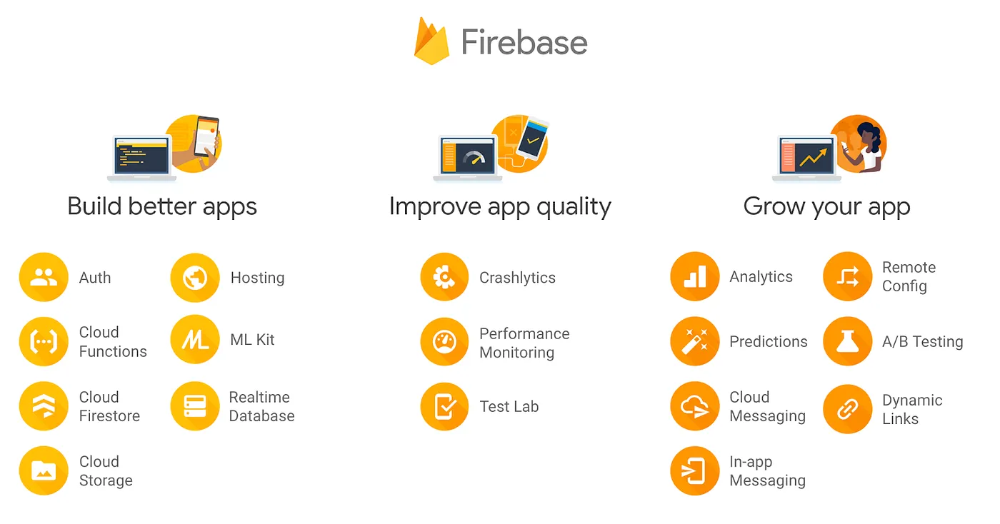 Firebase
Build better apps
Auth
Hosting
Cloud
Functions
ML Kit
Cloud
Firestore
Realtime
Database
Cloud
Storage
Improve app quality
Crashlytics
Performance
Monitoring
Test Lab
Grow your app
Analytics
Remote
Config
Predictions
A/B Testing
Cloud
Messaging
Dynamic
Links
In-app
Messaging